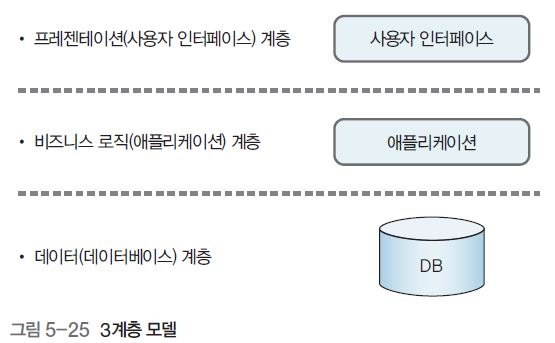 • 프레젠테이션(사용자 인터페이스) 계층
사용자 인터페이스
• 비즈니스 로직(애플리케이션) 계층
애플리케이션
• 데이터(데이터베이스) 계층
DB
그림 5-25 3계층 모델